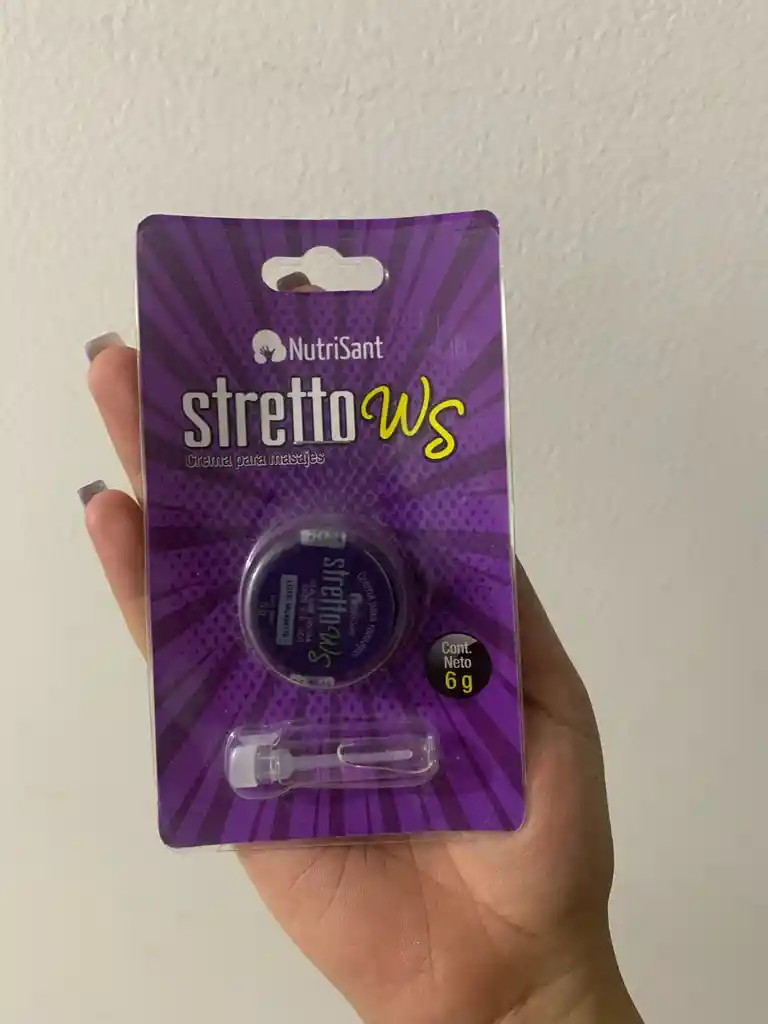 NutriSant
stretto WS
Crema para masajes
stretto WS
Cont.
Neto
6 g